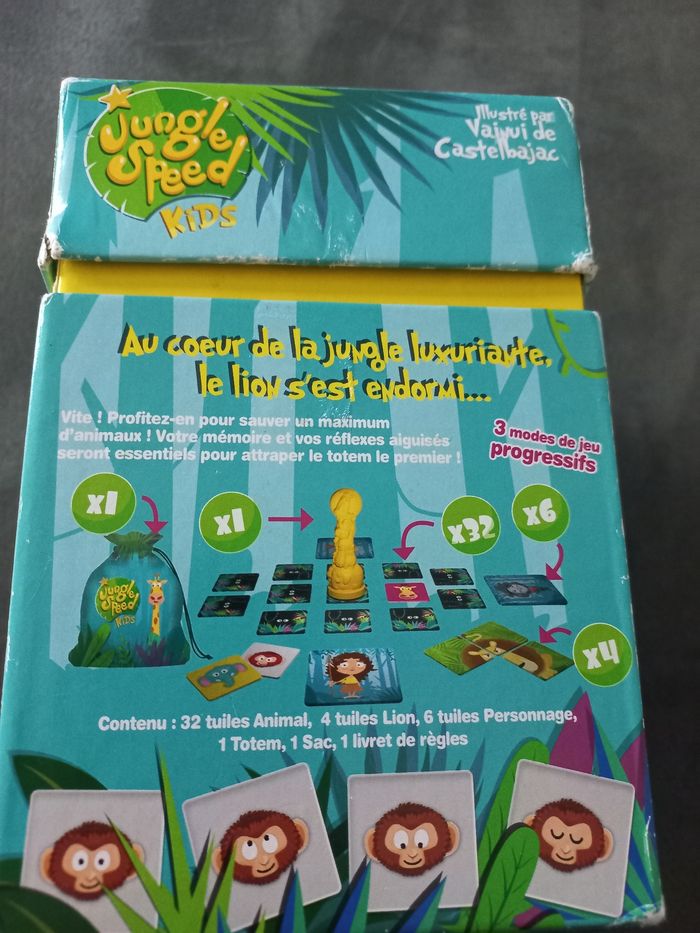 Jungle
Speed
KiDS
Illustré par
Vaïnui de
Castelbajac
Au coeur de la jungle luxuriante,
le lion s'est endormi...
Vite ! Profitez-en pour sauver un maximum
d'animaux ! Votre mémoire et vos réflexes aiguisés
seront essentiels pour attraper le totem le premier !
3 modes de jeu
progressifs
x1
x1
x32
x6
Jungle
Speed
KiDS
x4
Contenu : 32 tuiles Animal, 4 tuiles Lion, 6 tuiles Personnage,
1 Totem, 1 Sac, 1 livret de règles